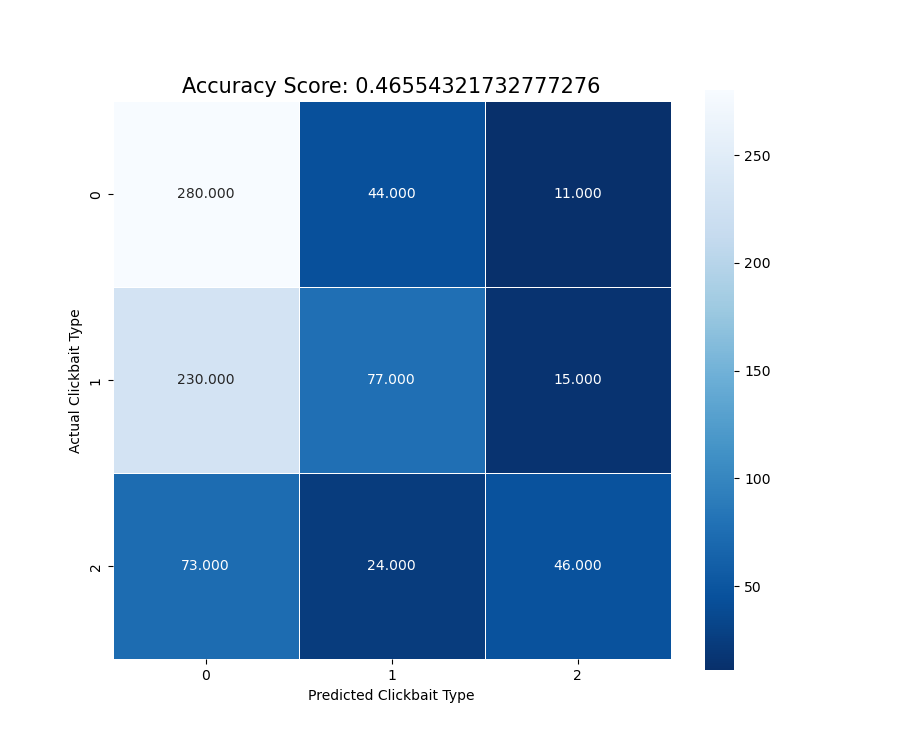 Accuracy Score: 0.46554321732777276
280.000 44.000 11.000
230.000 77.000 15.000
73.000 24.000 46.000
0
1
2
Actual Clickbait Type
0 1 2
Predicted Clickbait Type
250
200
150
100
50